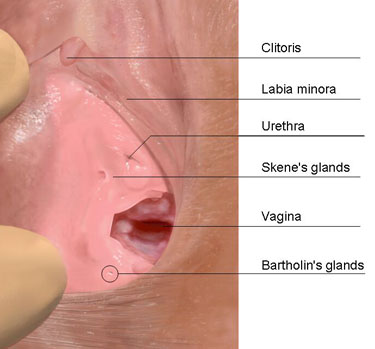 Clitoris
Labia minora
Urethra
Skene's glands
Vagina
Bartholin's glands